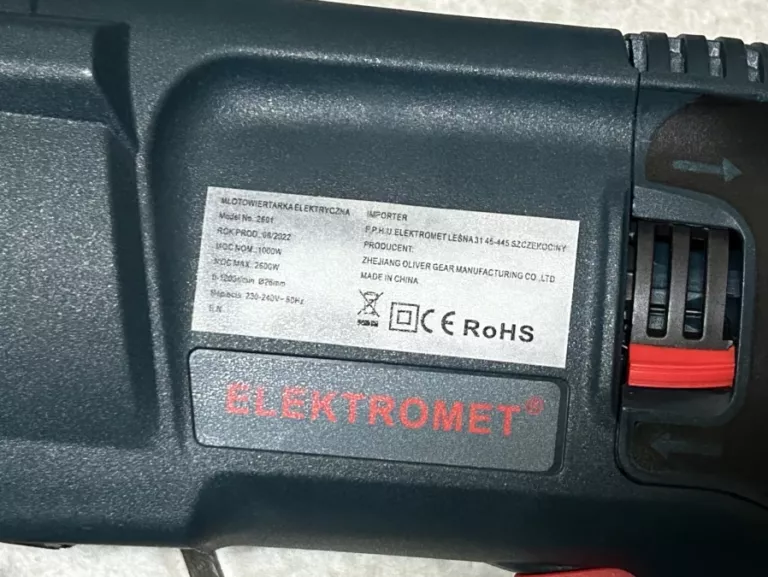 MŁOTOWIERTARKA ELEKTRYCZNA
Model No. 2601
ROK PROD. 06/2022
MOC NOM. 1000W
MOC MAX. 2600W
Ø26mm
230-240V~ 50Hz
S.N.
IMPORTER
F.P.H.U. ELEKTROMET LEŚNA 31 45-445 SZCZEKOCINY
PRODUCENT:
ZHEJIANG OLIVER GEAR MANUFACTURING CO.,LTD
MADE IN CHINA
CE RoHS
ELEKTROMET®